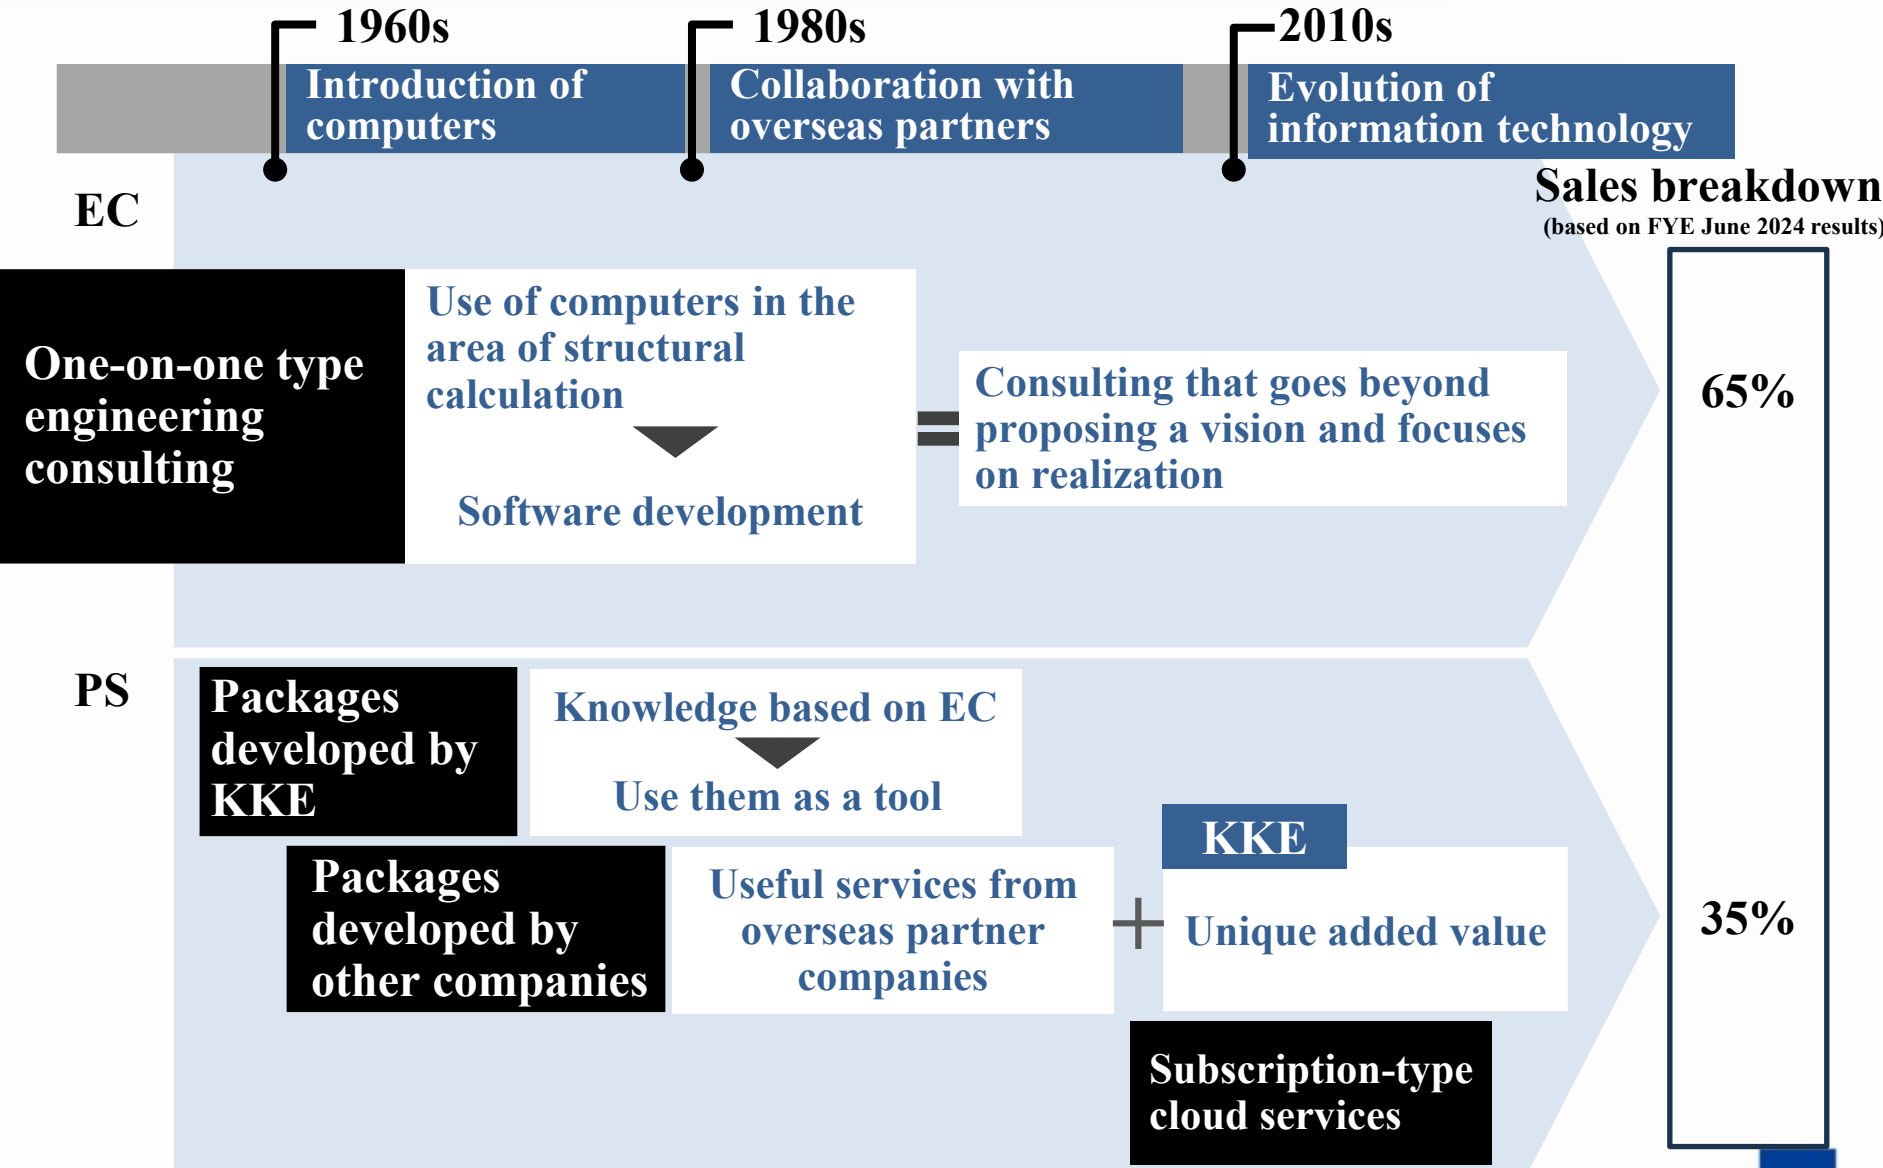 1960s
1980s
2010s
Introduction of
computers
Collaboration with
overseas partners
Evolution of
information technology
Sales breakdown
(based on FYE June 2024 results)
EC
One-on-one type
engineering
consulting
Use of computers in the
area of structural
calculation
Software development
=
Consulting that goes beyond
proposing a vision and focuses
on realization
65%
PS
Packages
developed by
KKE
Knowledge based on EC
Use them as a tool
Packages
developed by
other companies
Useful services from
overseas partner
companies
+
KKE
Unique added value
35%
Subscription-type
cloud services